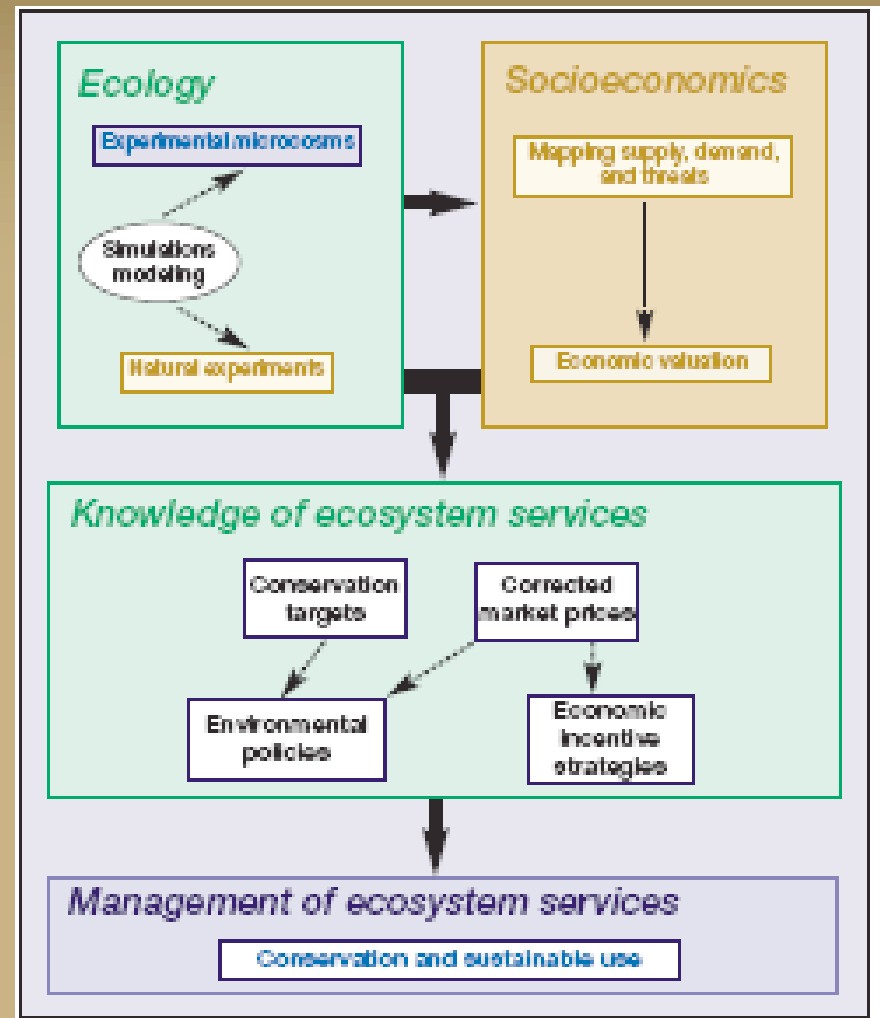 Ecology
Experimental microcosms
Simulations
modeling
Natural experiments
Socioeconomics
Mapping supply, demand,
and threats
Economic valuation
Knowledge of ecosystem services
Conservation
targets
Corrected
market prices
Environmental
policies
Economic
incentive
strategies
Management of ecosystem services
Conservation and sustainable use